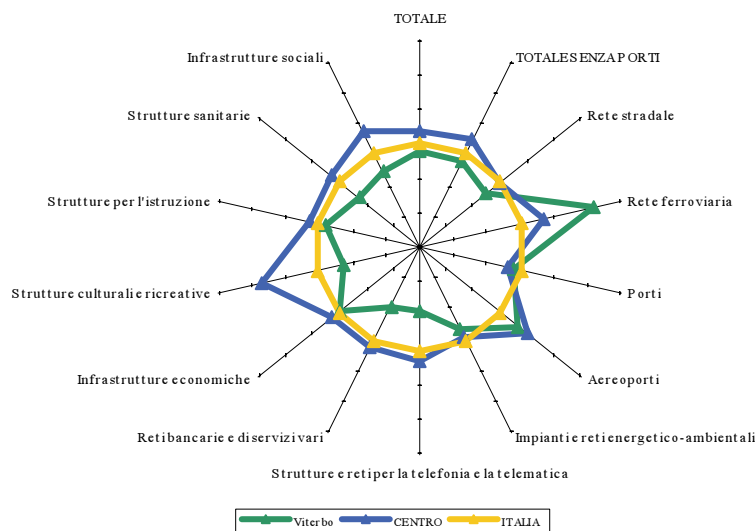 TOTALE
Infrastrutture sociali
TOTALE SENZA PORTI
Strutture sanitarie
Rete stradale
Strutture per l'istruzione
Rete ferroviaria
Strutture culturali e ricreative
Porti
Infrastrutture economiche
Aereoporti
Reti bancarie e di servizi vari
Impianti e reti energetico-ambientali
Strutture e reti per la telefonia e la telematica
Viterbo CENTRO ITALIA